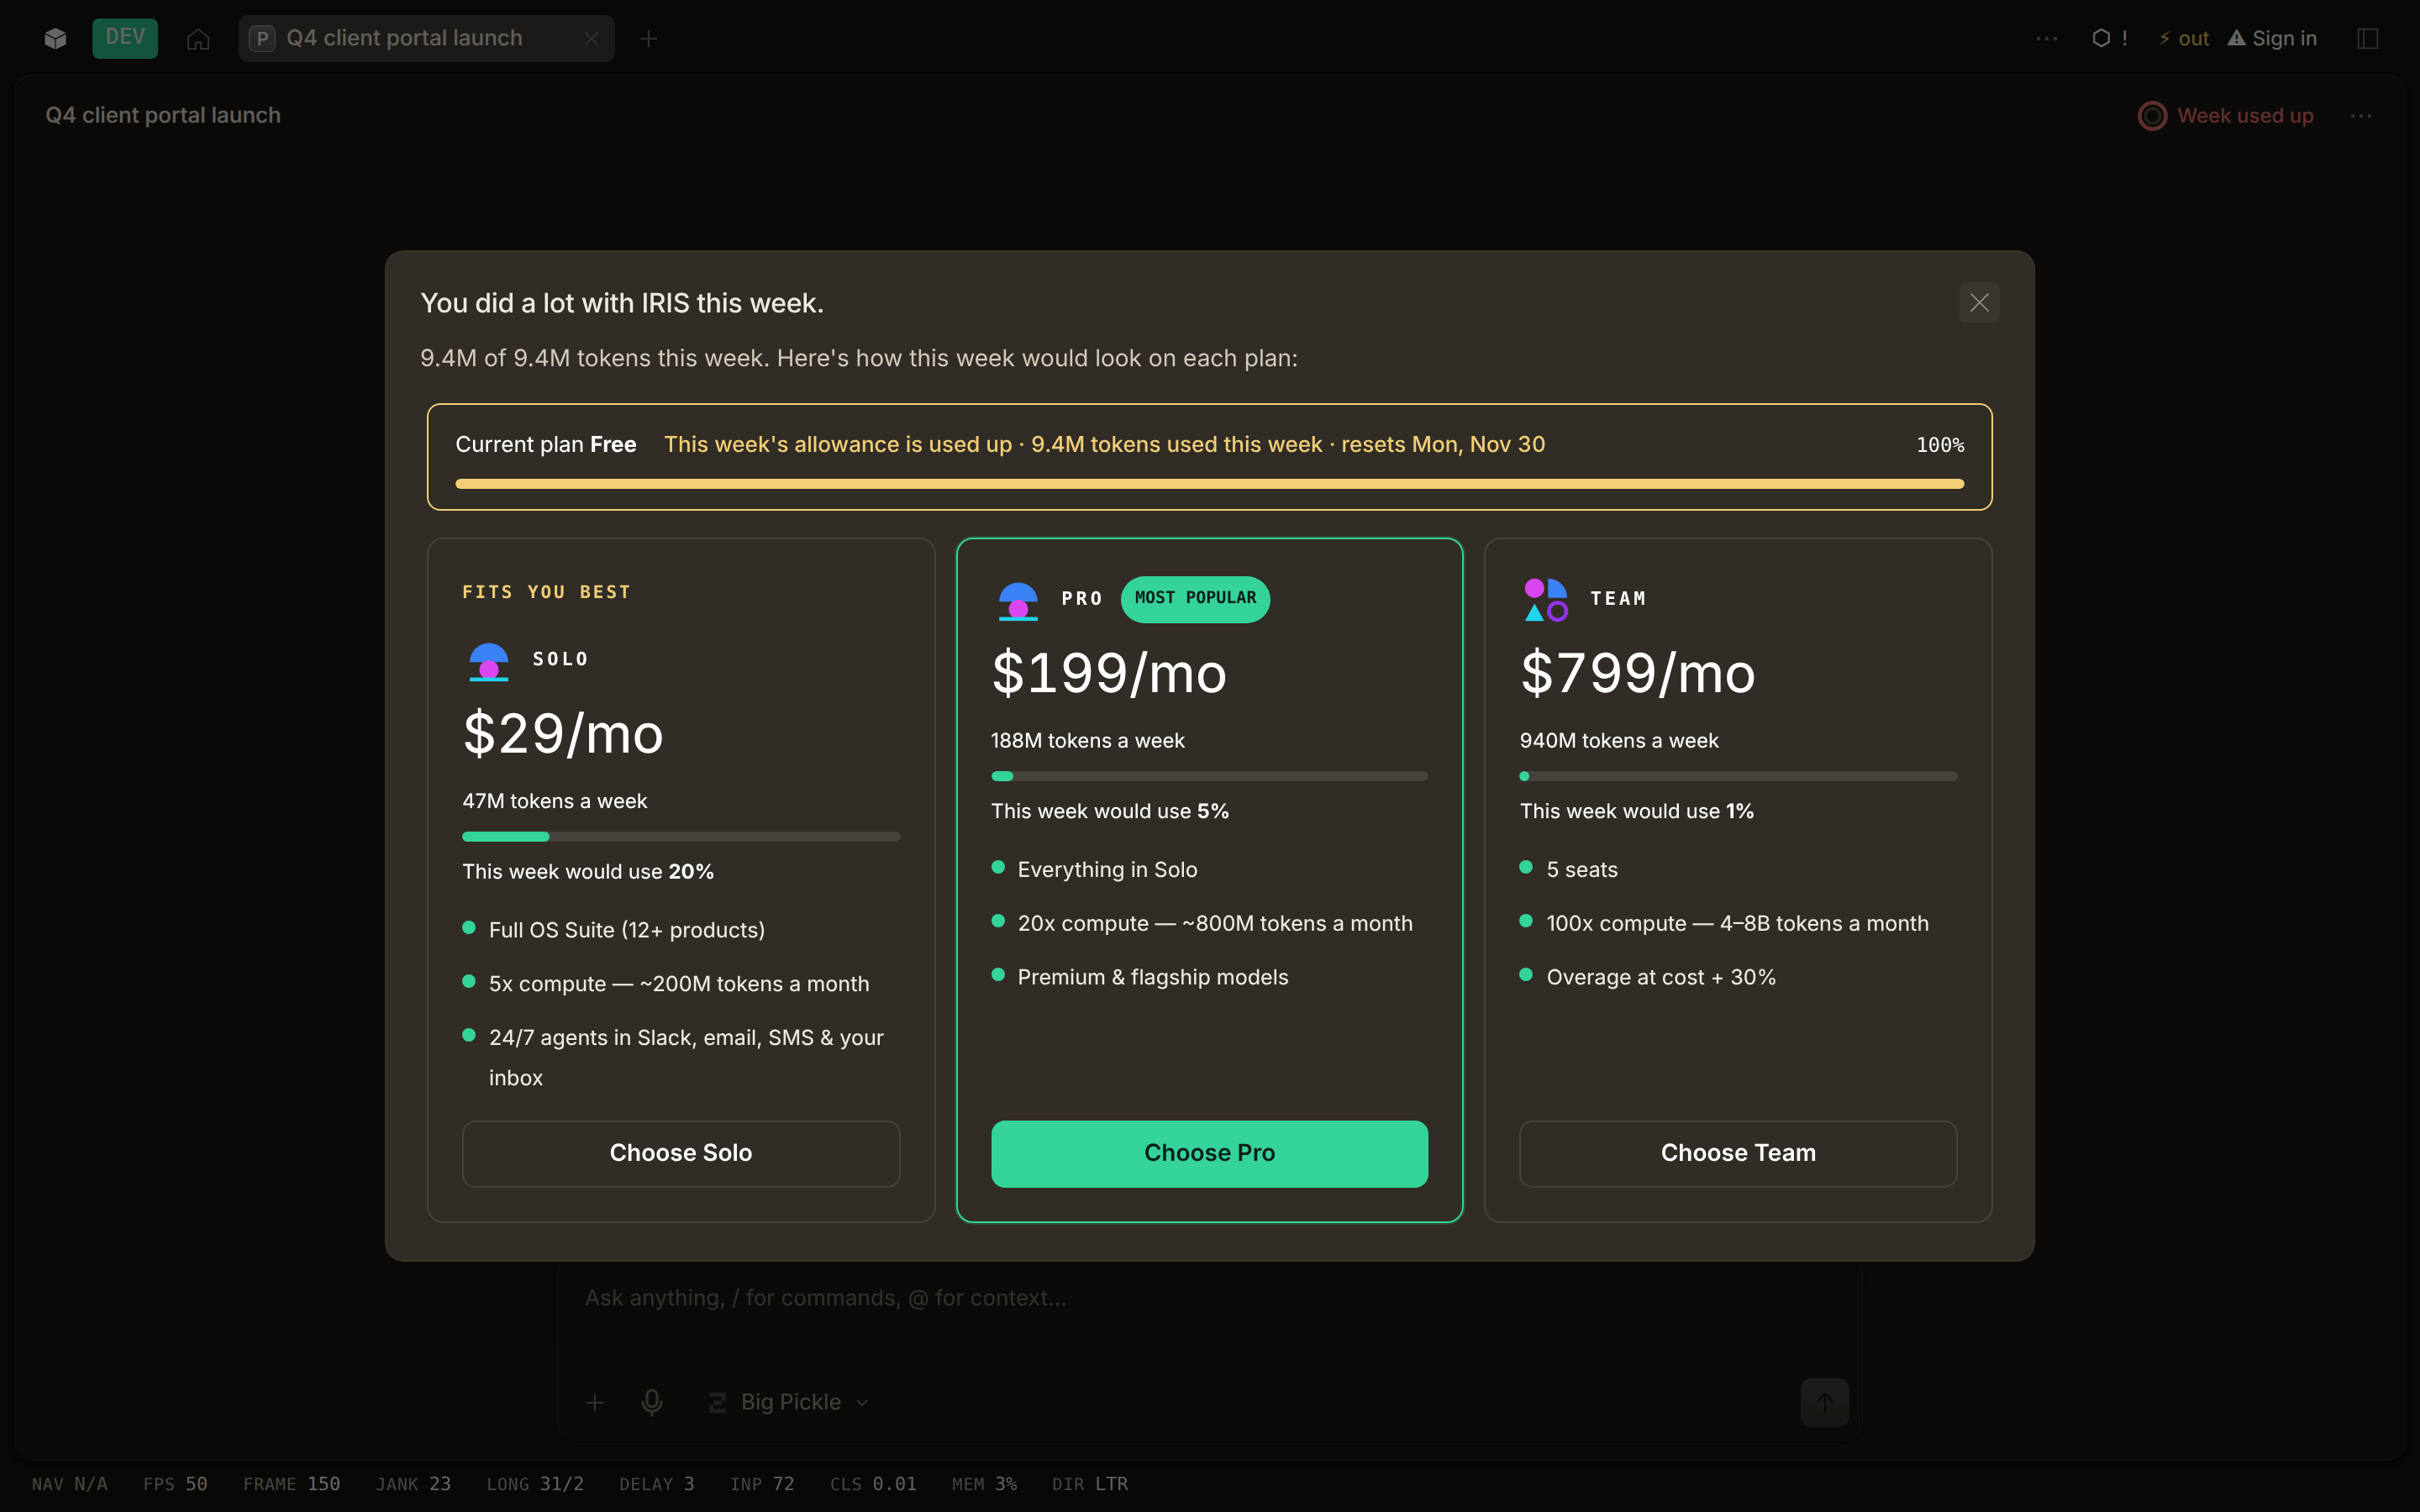 DEV
P Q4 client portal launch
! ⚡ out Sign in
Q4 client portal launch
Week used up
You did a lot with IRIS this week.
9.4M of 9.4M tokens this week. Here's how this week would look on each plan:
Current plan Free This week's allowance is used up · 9.4M tokens used this week · resets Mon, Nov 30 100%
FITS YOU BEST
SOLO
$29/mo
47M tokens a week
This week would use 20%
Full OS Suite (12+ products)
5x compute — ~200M tokens a month
24/7 agents in Slack, email, SMS & your
inbox
Choose Solo
PRO MOST POPULAR
$199/mo
188M tokens a week
This week would use 5%
Everything in Solo
20x compute — ~800M tokens a month
Premium & flagship models
Choose Pro
TEAM
$799/mo
940M tokens a week
This week would use 1%
5 seats
100x compute — 4–8B tokens a month
Overage at cost + 30%
Choose Team
Ask anything, / for commands, @ for context...
Big Pickle
NAV N/A FPS 50 FRAME 150 JANK 23 LONG 31/2 DELAY 3 INP 72 CLS 0.01 MEM 3% DIR LTR